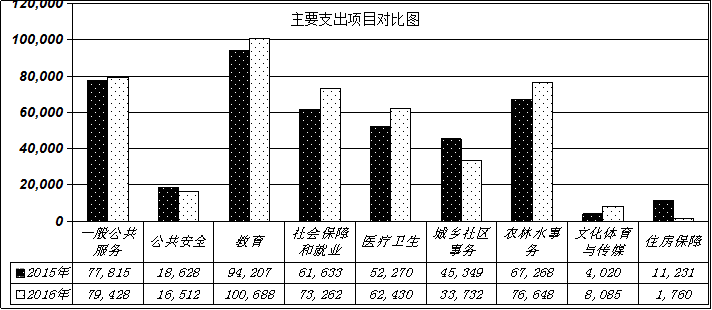 主要支出项目对比图
120,000
100,000
80,000
60,000
40,000
20,000
0
一般公共服务 公共安全 教育 社会保障和就业 医疗卫生 城乡社区事务 农林水事务 文化体育与传媒 住房保障
2015年 77,815 18,628 94,207 61,633 52,270 45,349 67,268 4,020 11,231
2016年 79,428 16,512 100,688 73,262 62,430 33,732 76,648 8,085 1,760